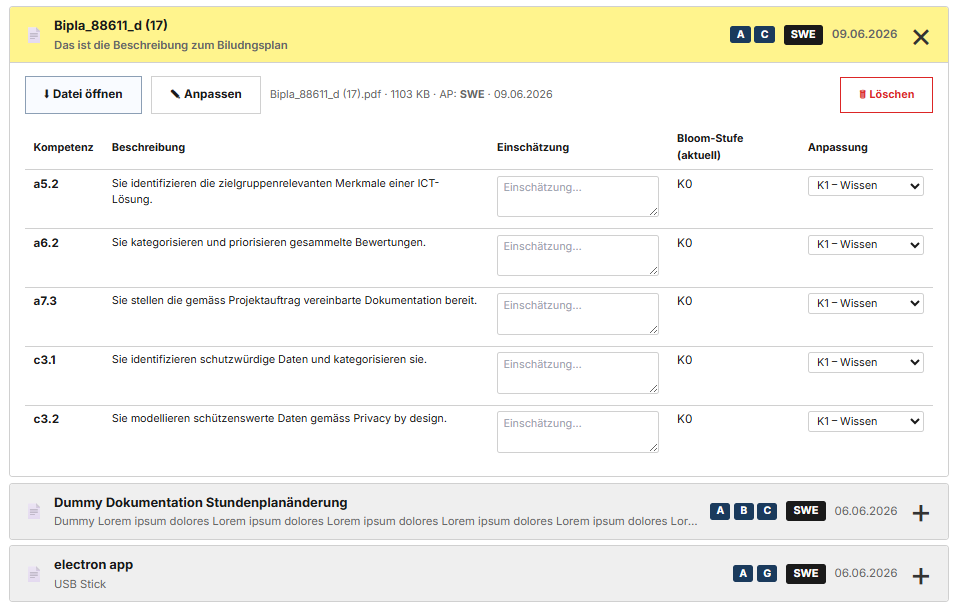 Bipla_88611_d (17)
Das ist die Beschreibung zum Biludngsplan
A C SWE 09.06.2026
Datei öffnen
Anpassen
Bipla_88611_d (17).pdf · 1103 KB · AP: SWE · 09.06.2026
Löschen
Kompetenz Beschreibung Einschätzung Bloom-Stufe
(aktuell) Anpassung
a5.2 Sie identifizieren die zielgruppenrelevanten Merkmale einer ICT-
Lösung. Einschätzung... K0 K1 – Wissen
a6.2 Sie kategorisieren und priorisieren gesammelte Bewertungen. Einschätzung... K0 K1 – Wissen
a7.3 Sie stellen die gemäss Projektauftrag vereinbarte Dokumentation bereit. Einschätzung... K0 K1 – Wissen
c3.1 Sie identifizieren schutzwürdige Daten und kategorisieren sie. Einschätzung... K0 K1 – Wissen
c3.2 Sie modellieren schützenswerte Daten gemäss Privacy by design. Einschätzung... K0 K1 – Wissen
Dummy Dokumentation Stundenplanänderung
Dummy Lorem ipsum dolores Lorem ipsum dolores Lorem ipsum dolores Lorem ipsum dolores Lorem ipsum dolores Lor...
A B C SWE 06.06.2026
electron app
USB Stick
A G SWE 06.06.2026